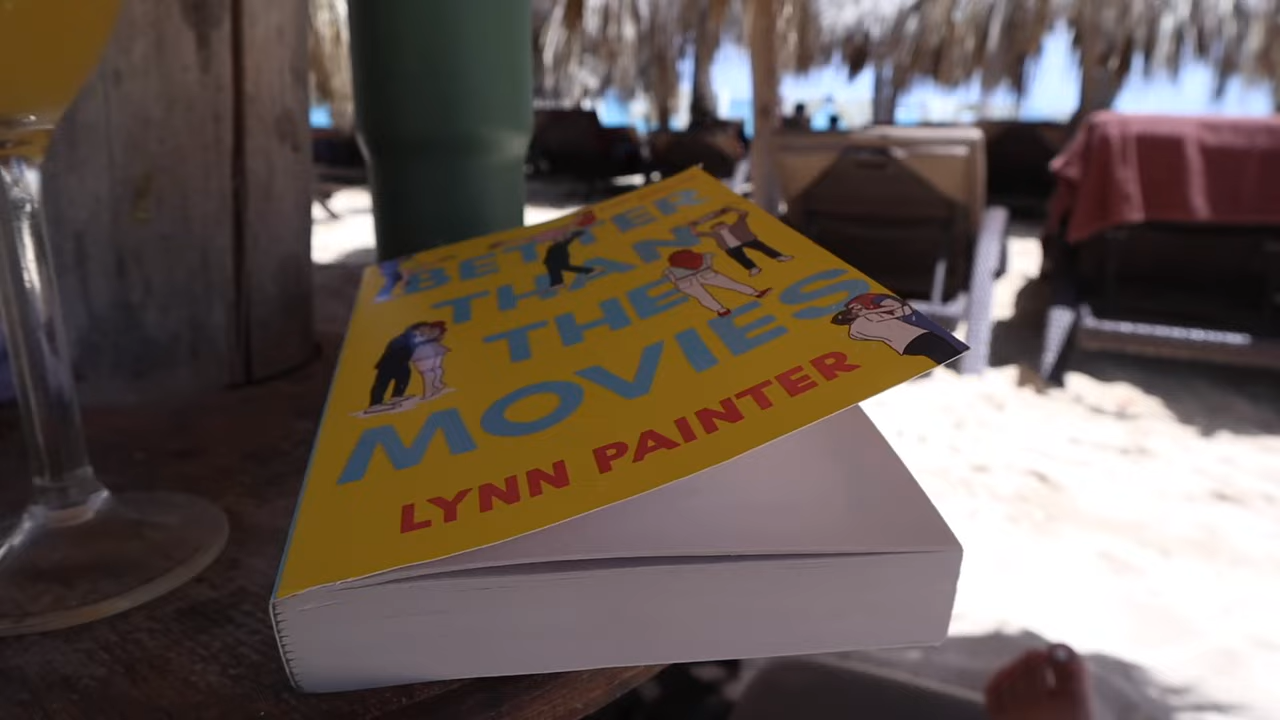 BETTER
THAN
THE
MOVIES
LYNN PAINTER